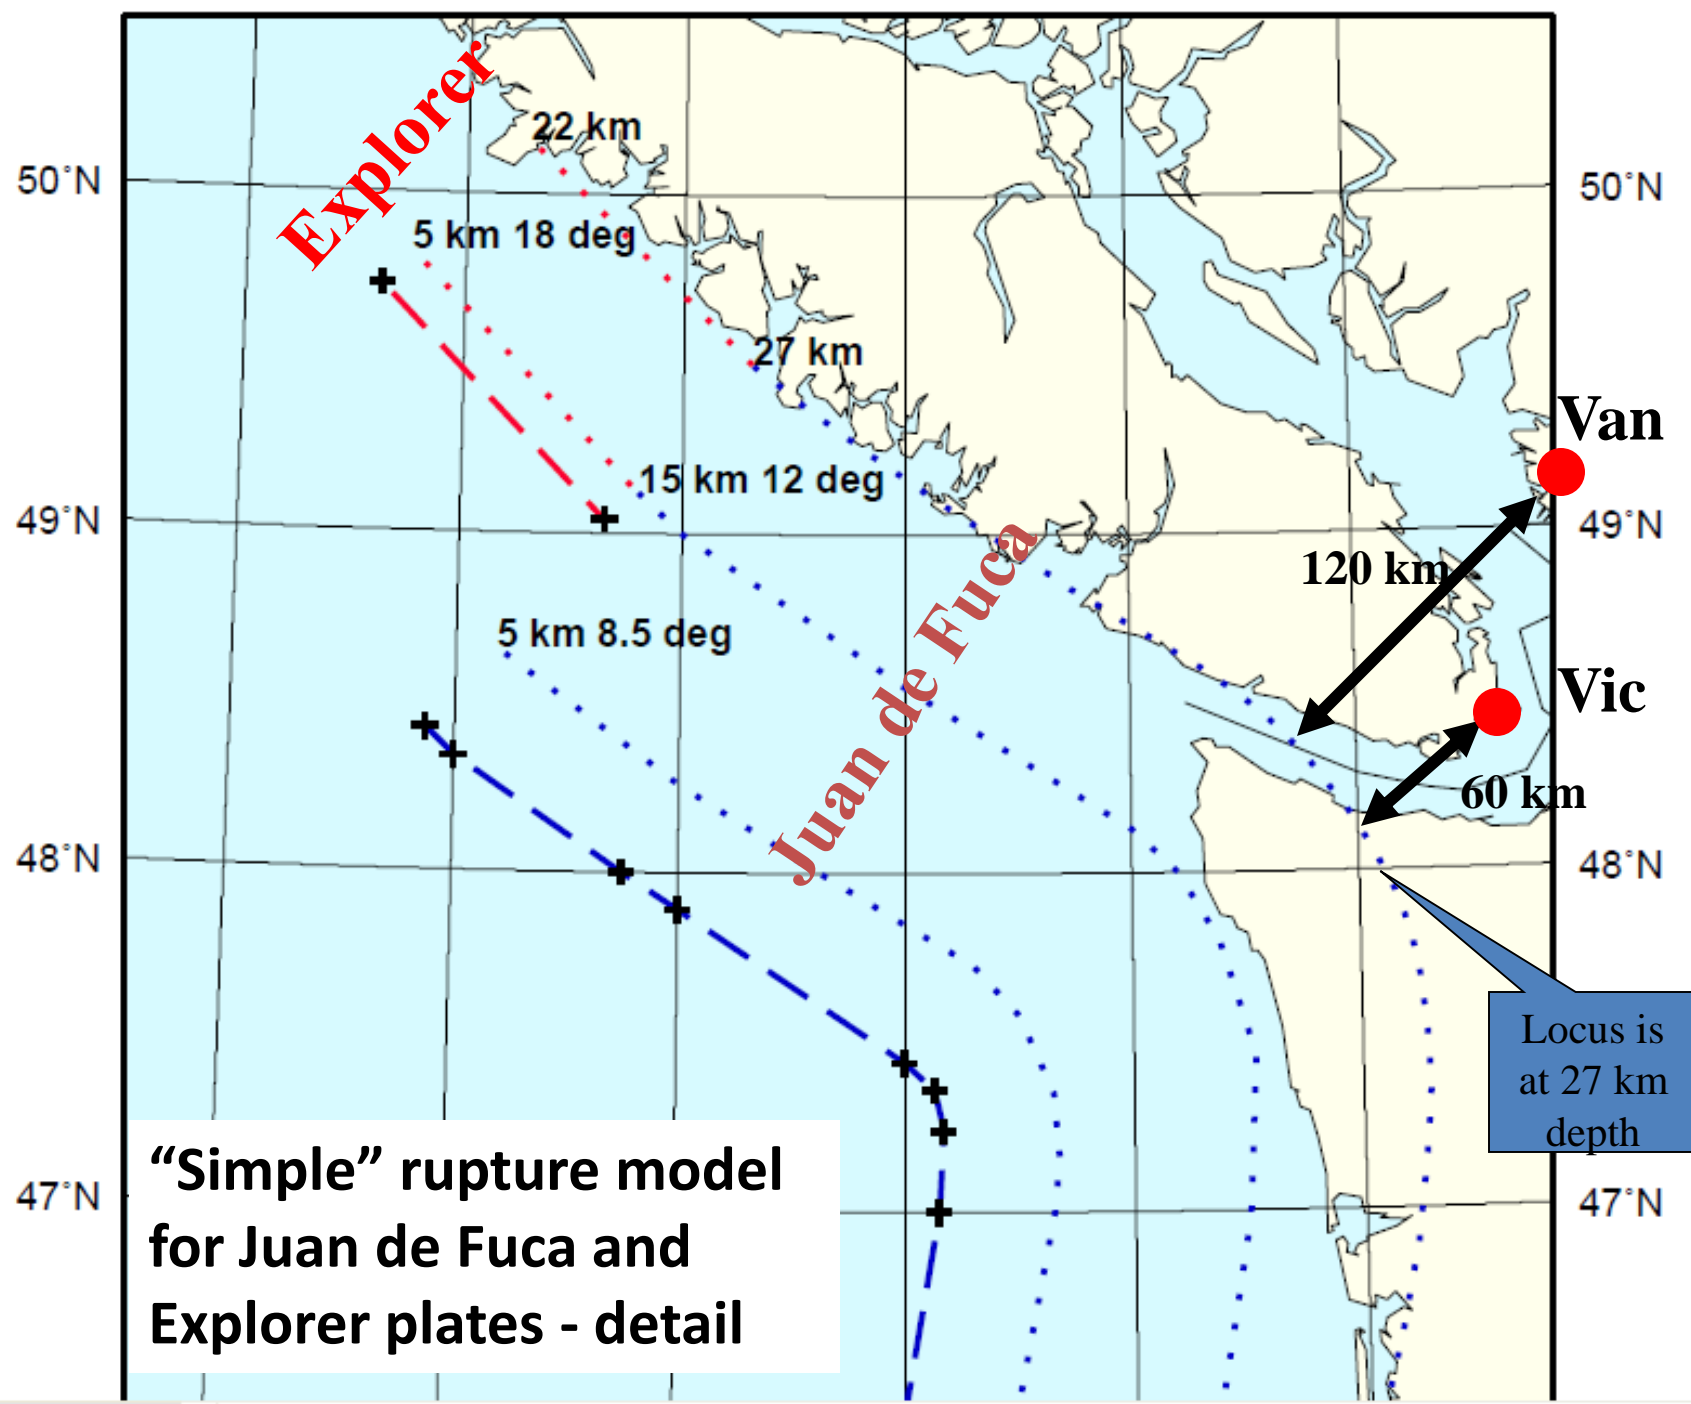 Explorer
22 km
50°N
50°N
5 km 18 deg
27 km
Van
15 km 12 deg
49°N
49°N
120 km
Juan de Fuca
5 km 8.5 deg
Vic
60 km
48°N
48°N
Locus is
at 27 km
depth
“Simple” rupture model
for Juan de Fuca and
Explorer plates - detail
47°N
47°N